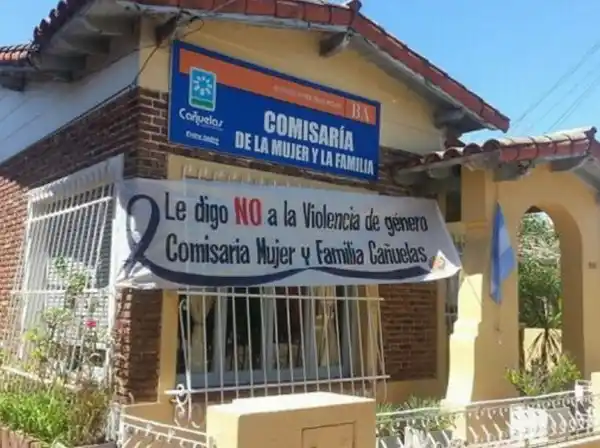 BA
Cañuelas
COMISARÍA
DE LA MUJER Y LA FAMILIA
Le digo NO a la Violencia de género
Comisaria Mujer y Familia Cañuelas